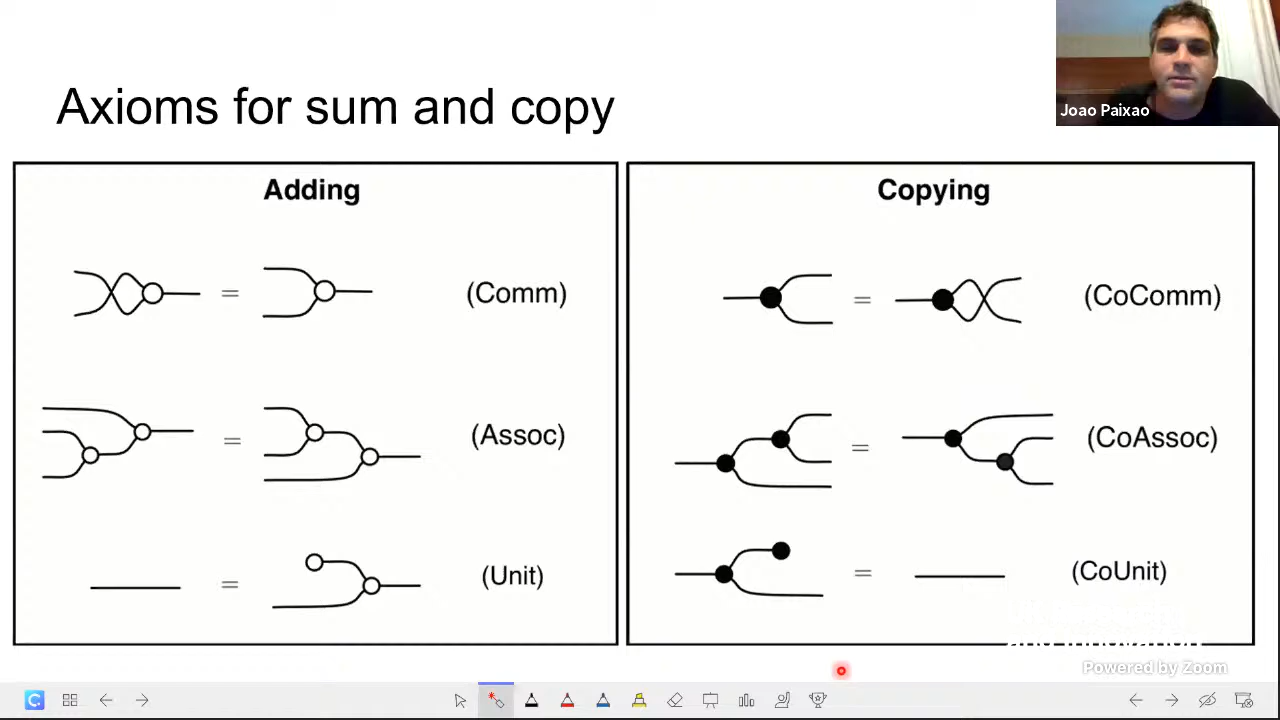 Joao Paixao
Axioms for sum and copy
Adding
=
(Comm)
=
(Assoc)
=
(Unit)
Copying
=
(CoComm)
=
(CoAssoc)
=
(CoUnit)
Powered by Zoom